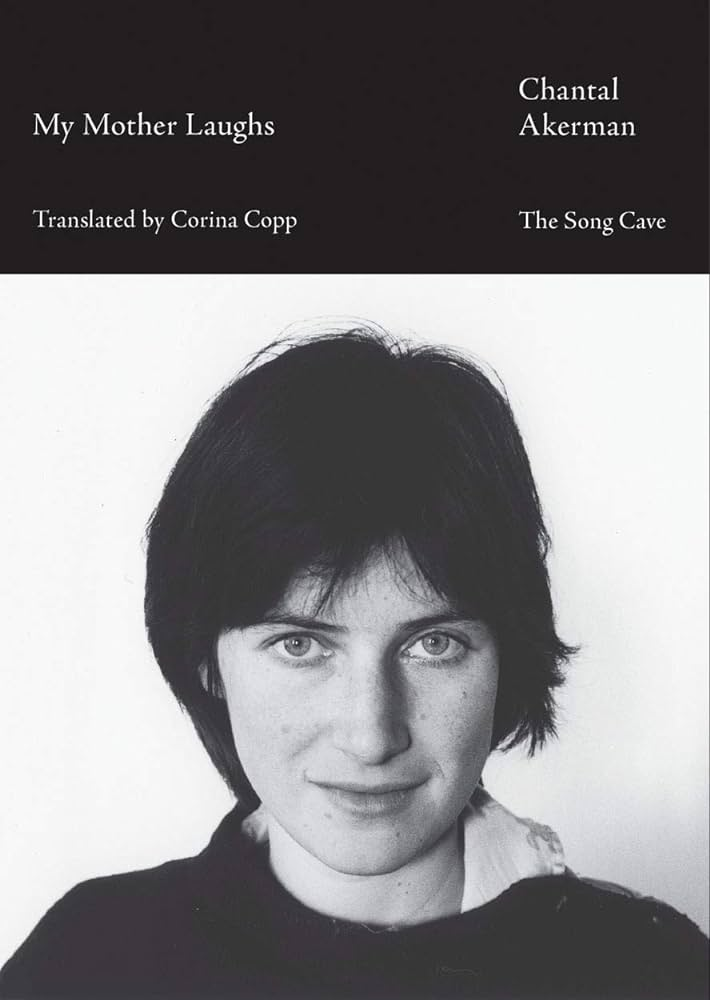 My Mother Laughs
Chantal
Akerman
Translated by Corina Copp
The Song Cave